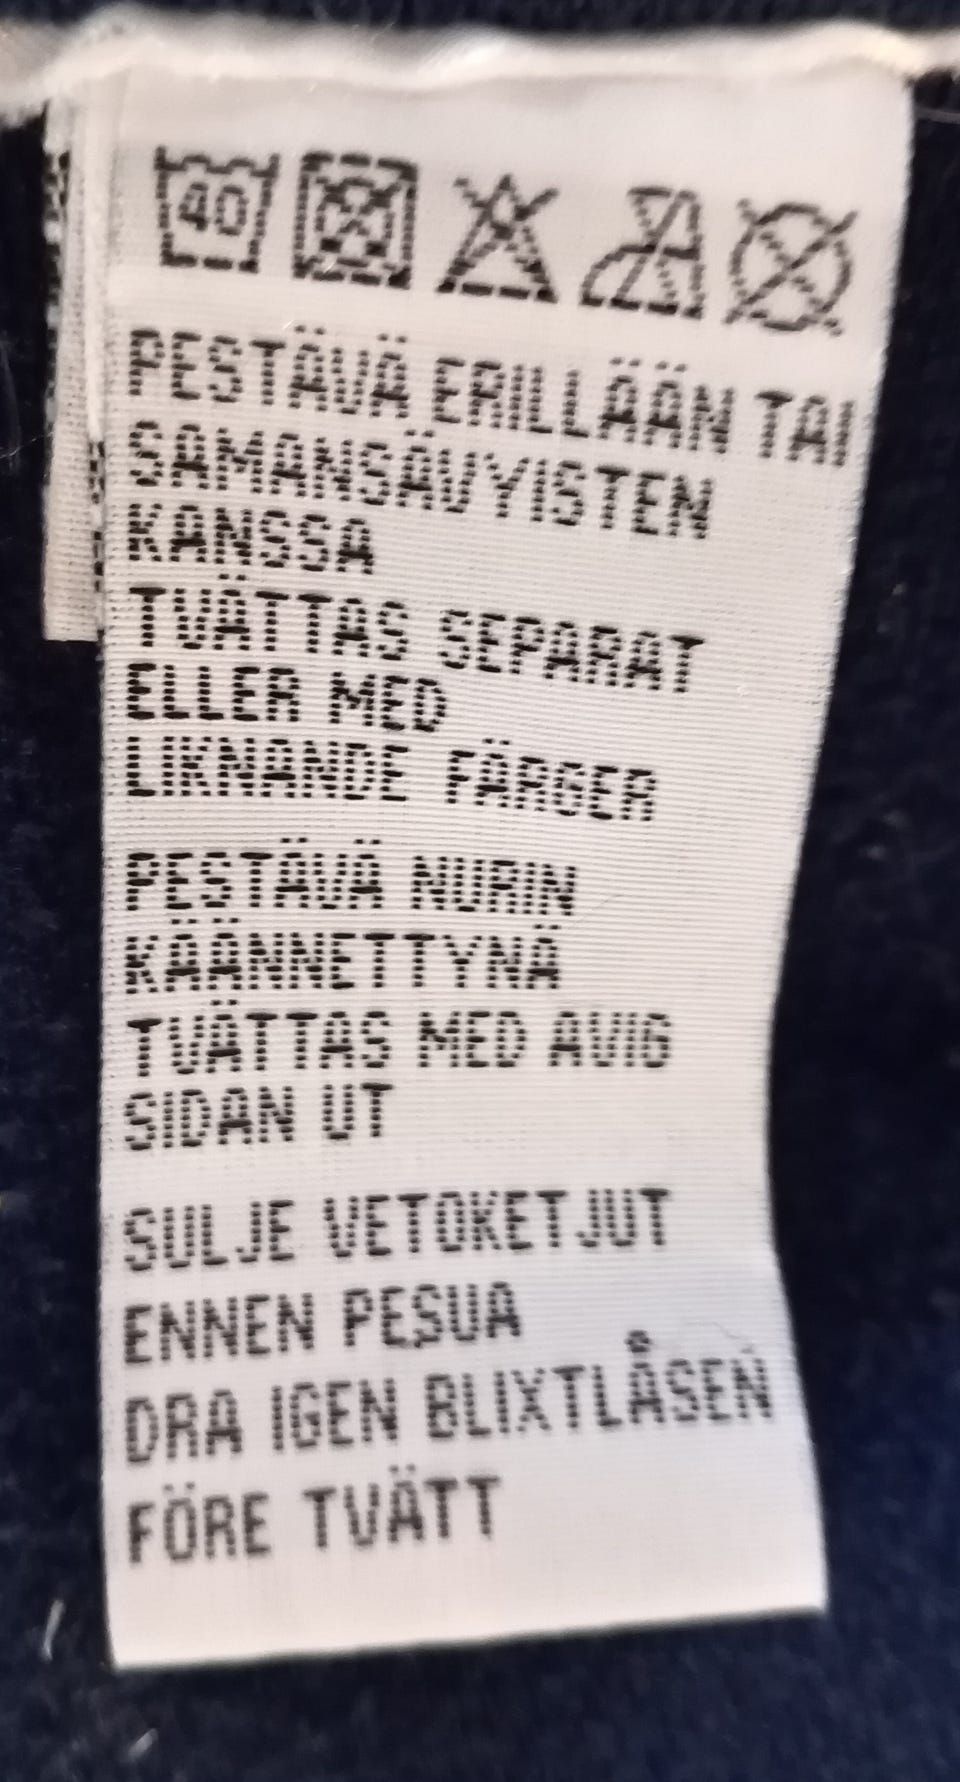 40
PESTÄVÄ ERILLÄÄN TAI
SAMANSÄVYISTEN
KANSSA
TVÄTTAS SEPARAT
ELLER MED
LIKNANDE FÄRGER
PESTÄVÄ NURIN
KÄÄNNETTYNÄ
TVÄTTAS MED AVIG
SIDAN UT
SULJE VETOKETJUT
ENNEN PESUA
DRA IGEN BLIXTLÅSEN
FÖRE TVÄTT